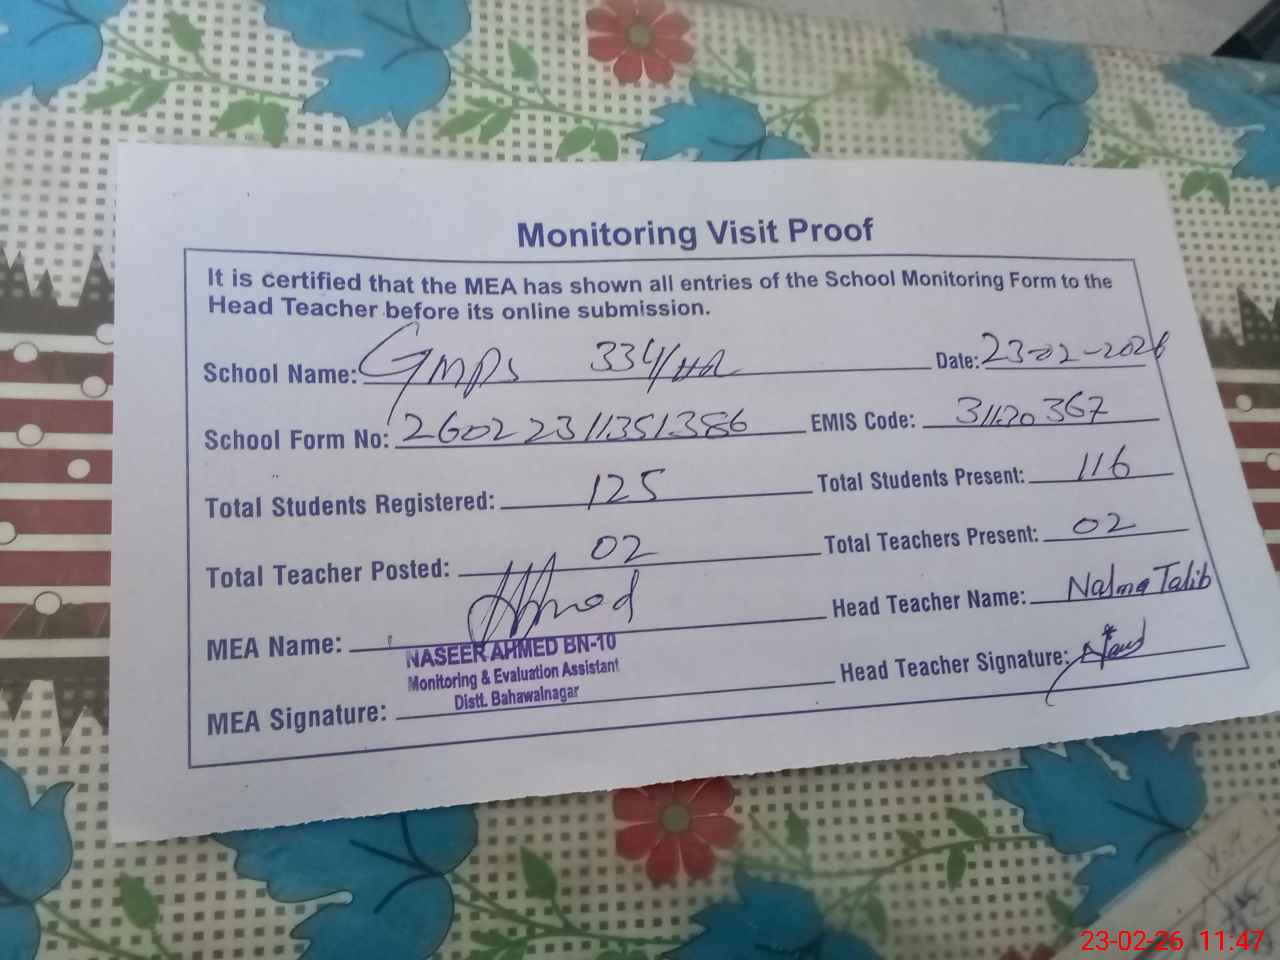 Monitoring Visit Proof
It is certified that the MEA has shown all entries of the School Monitoring Form to the
Head Teacher before its online submission.
School Name: GMPS 334/HR Date: 23-02-2026
School Form No: 26022311351386 EMIS Code: 31120367
Total Students Registered: 125 Total Students Present: 116
Total Teacher Posted: 02 Total Teachers Present: 02
MEA Name: Head Teacher Name: Talib
NASEER AHMED BN-10
Monitoring & Evaluation Assistant
Distt. Bahawalnagar
MEA Signature: Head Teacher Signature:
23-02-26 11:47